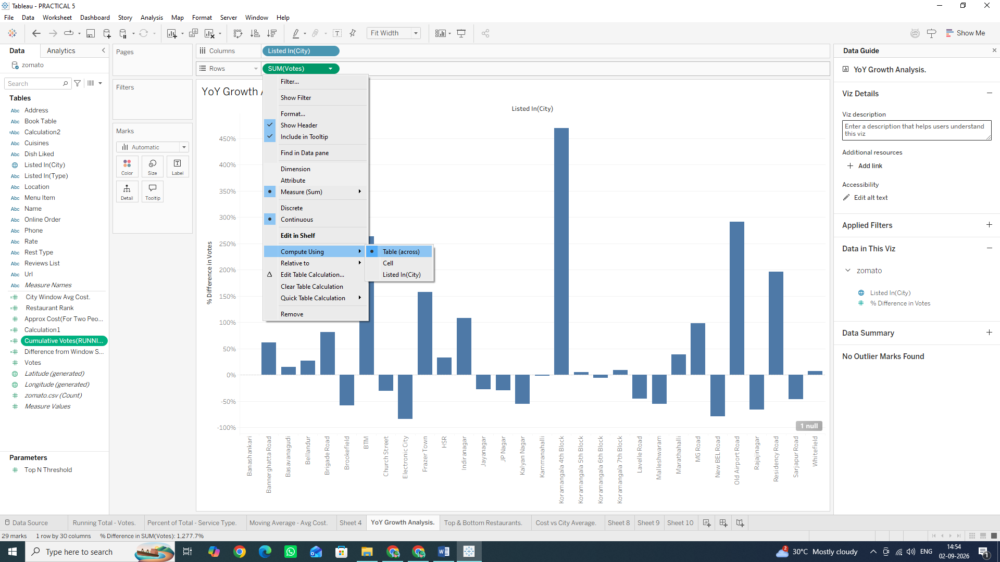 Tableau - PRACTICAL 5
File Data Worksheet Dashboard Story Analysis Map Format Server Window Help
Fit Width
Show Me
Data Analytics
zomato
Search
Tables
Address
Book Table
Calculation2
Cuisines
Dish Liked
Listed In(City)
Listed In(Type)
Location
Menu Item
Name
Online Order
Phone
Rate
Rest Type
Reviews List
Url
Measure Names
City Window Avg Cost.
Restaurant Rank
Approx Cost(For Two Peo...
Calculation1
Cumulative Votes(RUNNI...
Difference from Window S...
Votes
Latitude (generated)
Longitude (generated)
zomato.csv (Count)
Measure Values
Parameters
Top N Threshold
Pages
Filters
Marks
Automatic
Color Size Label
Detail Tooltip
Columns Listed In(City)
Rows SUM(Votes)
YoY Growth A
Filter...
Show Filter
Format...
Show Header
Include in Tooltip
Find in Data pane
Dimension
Attribute
Measure (Sum)
Discrete
Continuous
Edit in Shelf
Compute Using
Relative to
Edit Table Calculation...
Clear Table Calculation
Quick Table Calculation
Remove
Table (across)
Cell
Listed In(City)
Listed In(City)
% Difference in Votes
450%
400%
350%
300%
250%
200%
150%
100%
50%
0%
-50%
-100%
1 null
Banashankari
Bannerghatta Road
Basavanagudi
Bellandur
Brigade Road
Brookefield
BTM
Church Street
Electronic City
Frazer Town
HSR
Indiranagar
Jayanagar
JP Nagar
Kalyan Nagar
Kammanahalli
Koramangala 4th Block
Koramangala 5th Block
Koramangala 6th Block
Koramangala 7th Block
Lavelle Road
Malleshwaram
Marathahalli
MG Road
New BEL Road
Old Airport Road
Rajajinagar
Residency Road
Sarjapur Road
Whitefield
Data Guide
YoY Growth Analysis.
Viz Details
Viz description
Enter a description that helps users understand
this viz
Additional resources
Add link
Accessibility
Edit alt text
Applied Filters
Data in This Viz
zomato
Listed In(City)
% Difference in Votes
Data Summary
No Outlier Marks Found
Data Source Running Total - Votes. Percent of Total - Service Type. Moving Average - Avg Cost. Sheet 4 YoY Growth Analysis. Top & Bottom Restaurants. Cost vs City Average. Sheet 8 Sheet 9 Sheet 10
29 marks 1 row by 30 columns % Difference in SUM(Votes): 1,277.7%
Type here to search
30°C Mostly cloudy
ENG
14:54
02-09-2026